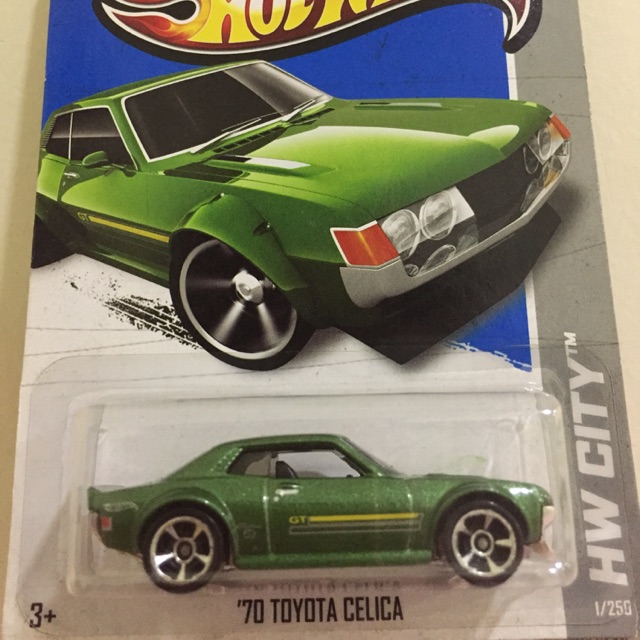 HOT WHEELS
GT
HW CITY™
GT
3+
'70 TOYOTA CELICA
1/250